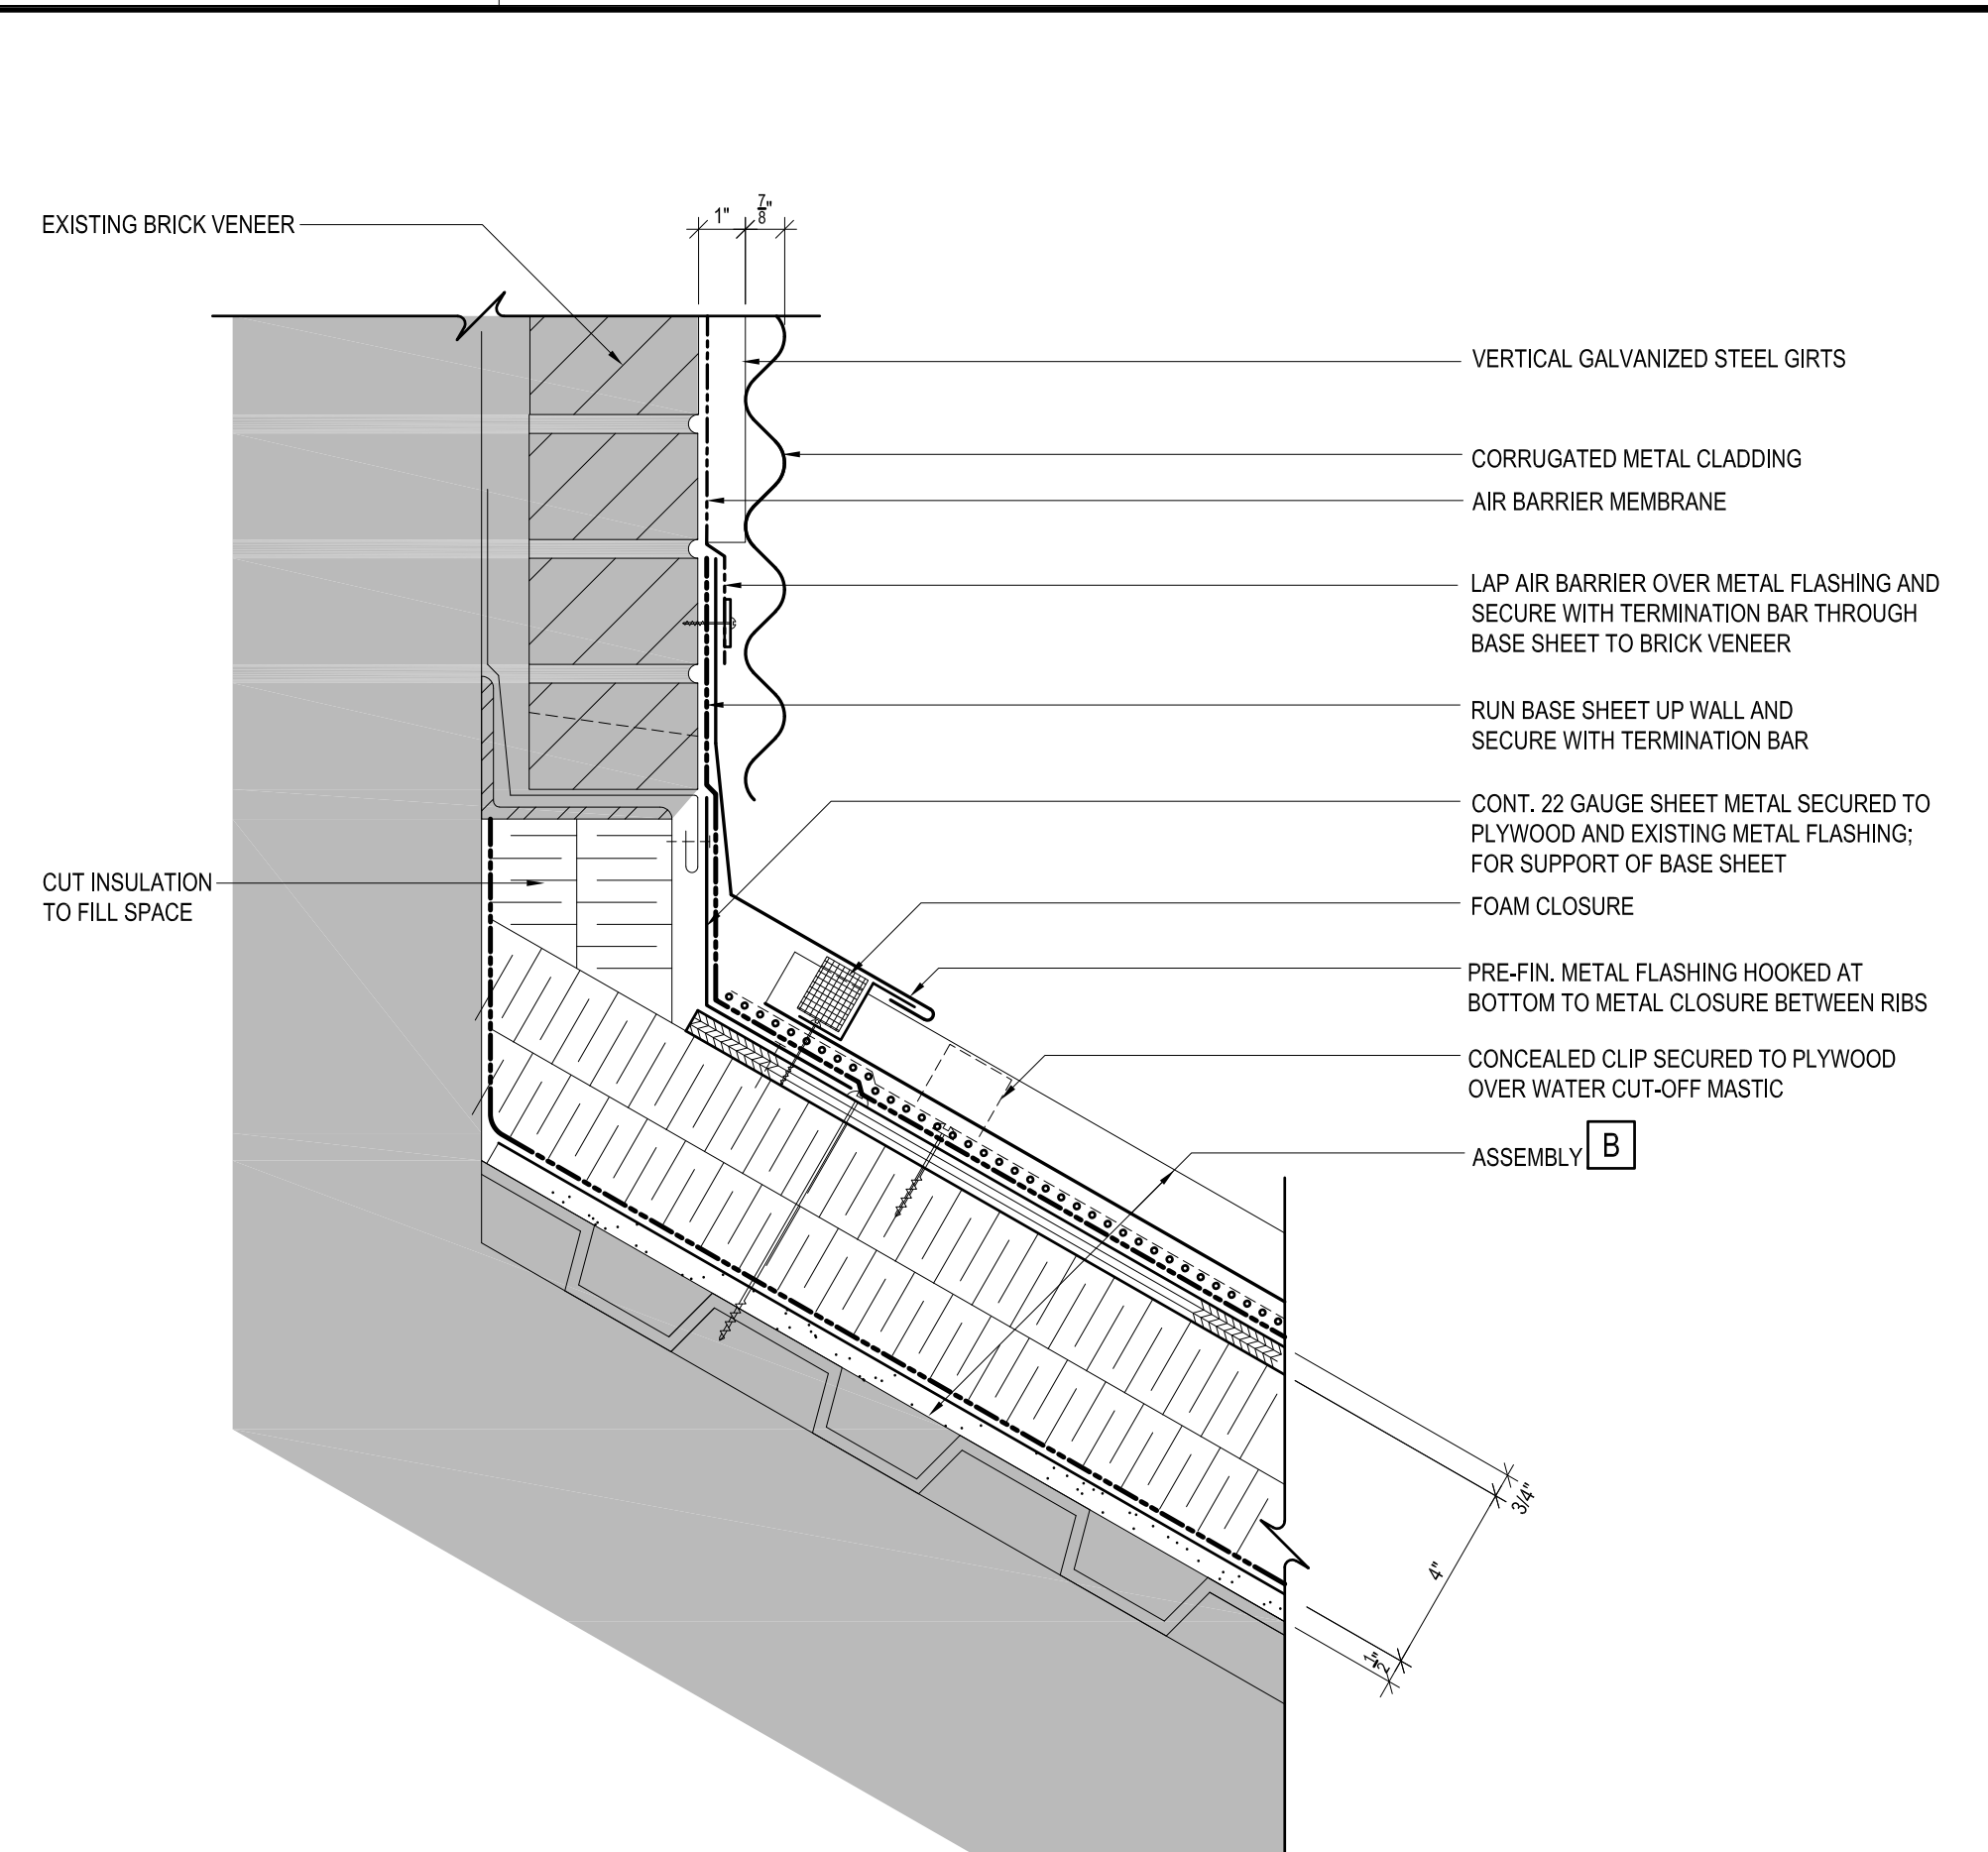 1"
7/8"
EXISTING BRICK VENEER
VERTICAL GALVANIZED STEEL GIRTS
CORRUGATED METAL CLADDING
AIR BARRIER MEMBRANE
LAP AIR BARRIER OVER METAL FLASHING AND
SECURE WITH TERMINATION BAR THROUGH
BASE SHEET TO BRICK VENEER
RUN BASE SHEET UP WALL AND
SECURE WITH TERMINATION BAR
CONT. 22 GAUGE SHEET METAL SECURED TO
PLYWOOD AND EXISTING METAL FLASHING;
FOR SUPPORT OF BASE SHEET
CUT INSULATION
TO FILL SPACE
FOAM CLOSURE
PRE-FIN. METAL FLASHING HOOKED AT
BOTTOM TO METAL CLOSURE BETWEEN RIBS
CONCEALED CLIP SECURED TO PLYWOOD
OVER WATER CUT-OFF MASTIC
ASSEMBLY B
3/4"
4"
1/2"